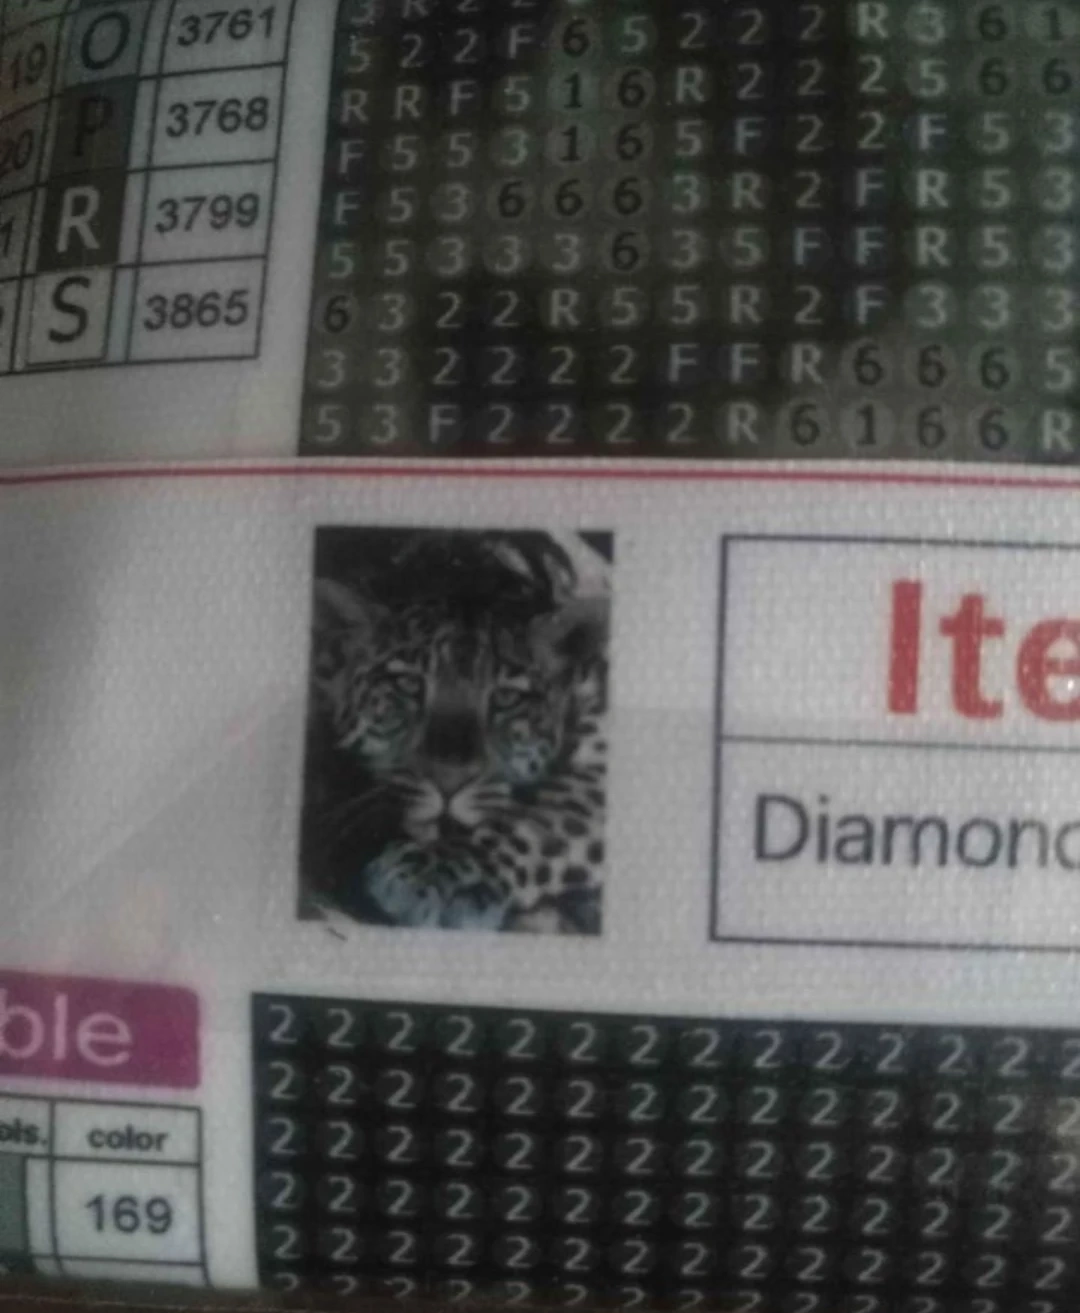 O 3761
P 3768
R 3799
S 3865
5 2 2 F 6 5 2 2 2 R 3 6 1
R R F 5 1 6 R 2 2 2 5 6 6
F 5 5 3 1 6 5 F 2 2 F 5 3
F 5 3 6 6 6 3 R 2 F R 5 3
5 5 3 3 3 6 3 5 F F R 5 3
6 3 2 2 R 5 5 R 2 F 3 3 3
3 3 2 2 2 2 F F R 6 6 6 5
5 3 F 2 2 2 2 R 6 1 6 6 R
Ite
Diamond
ble
ols. color
169
2 2 2 2 2 2 2 2 2 2 2 2 2 2
2 2 2 2 2 2 2 2 2 2 2 2 2 2
2 2 2 2 2 2 2 2 2 2 2 2 2 2
2 2 2 2 2 2 2 2 2 2 2 2 2 2
2 2 2 2 2 2 2 2 2 2 2 2 2 2